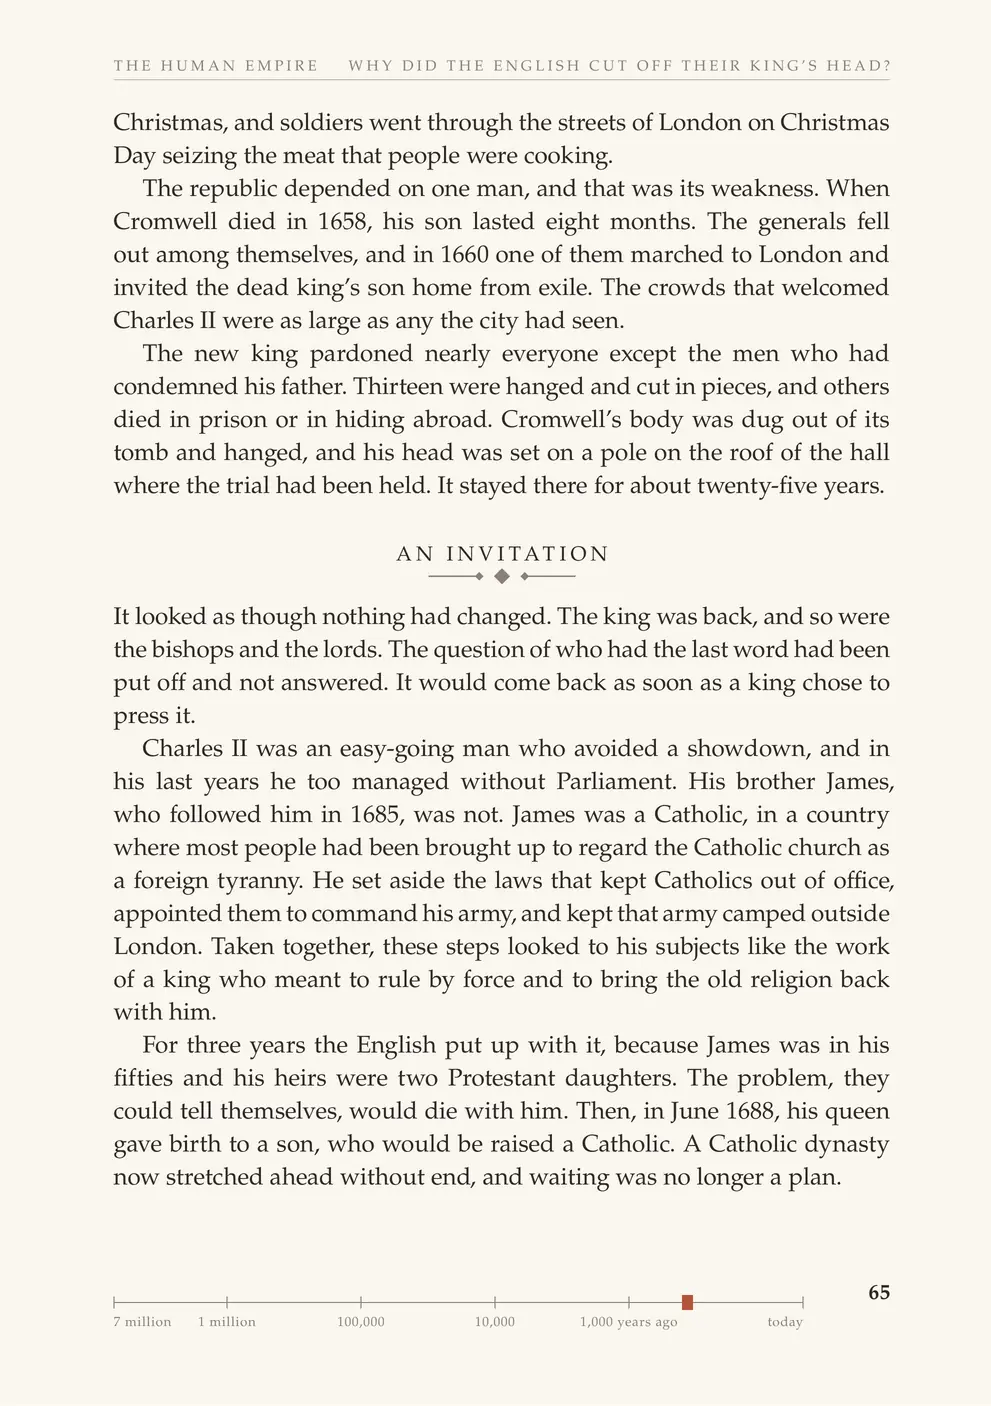 THE HUMAN EMPIRE WHY DID THE ENGLISH CUT OFF THEIR KING’S HEAD?
Christmas, and soldiers went through the streets of London on Christmas
Day seizing the meat that people were cooking.
The republic depended on one man, and that was its weakness. When
Cromwell died in 1658, his son lasted eight months. The generals fell
out among themselves, and in 1660 one of them marched to London and
invited the dead king’s son home from exile. The crowds that welcomed
Charles II were as large as any the city had seen.
The new king pardoned nearly everyone except the men who had
condemned his father. Thirteen were hanged and cut in pieces, and others
died in prison or in hiding abroad. Cromwell’s body was dug out of its
tomb and hanged, and his head was set on a pole on the roof of the hall
where the trial had been held. It stayed there for about twenty-five years.
AN INVITATION
It looked as though nothing had changed. The king was back, and so were
the bishops and the lords. The question of who had the last word had been
put off and not answered. It would come back as soon as a king chose to
press it.
Charles II was an easy-going man who avoided a showdown, and in
his last years he too managed without Parliament. His brother James,
who followed him in 1685, was not. James was a Catholic, in a country
where most people had been brought up to regard the Catholic church as
a foreign tyranny. He set aside the laws that kept Catholics out of office,
appointed them to command his army, and kept that army camped outside
London. Taken together, these steps looked to his subjects like the work
of a king who meant to rule by force and to bring the old religion back
with him.
For three years the English put up with it, because James was in his
fifties and his heirs were two Protestant daughters. The problem, they
could tell themselves, would die with him. Then, in June 1688, his queen
gave birth to a son, who would be raised a Catholic. A Catholic dynasty
now stretched ahead without end, and waiting was no longer a plan.
65
7 million 1 million 100,000 10,000 1,000 years ago today